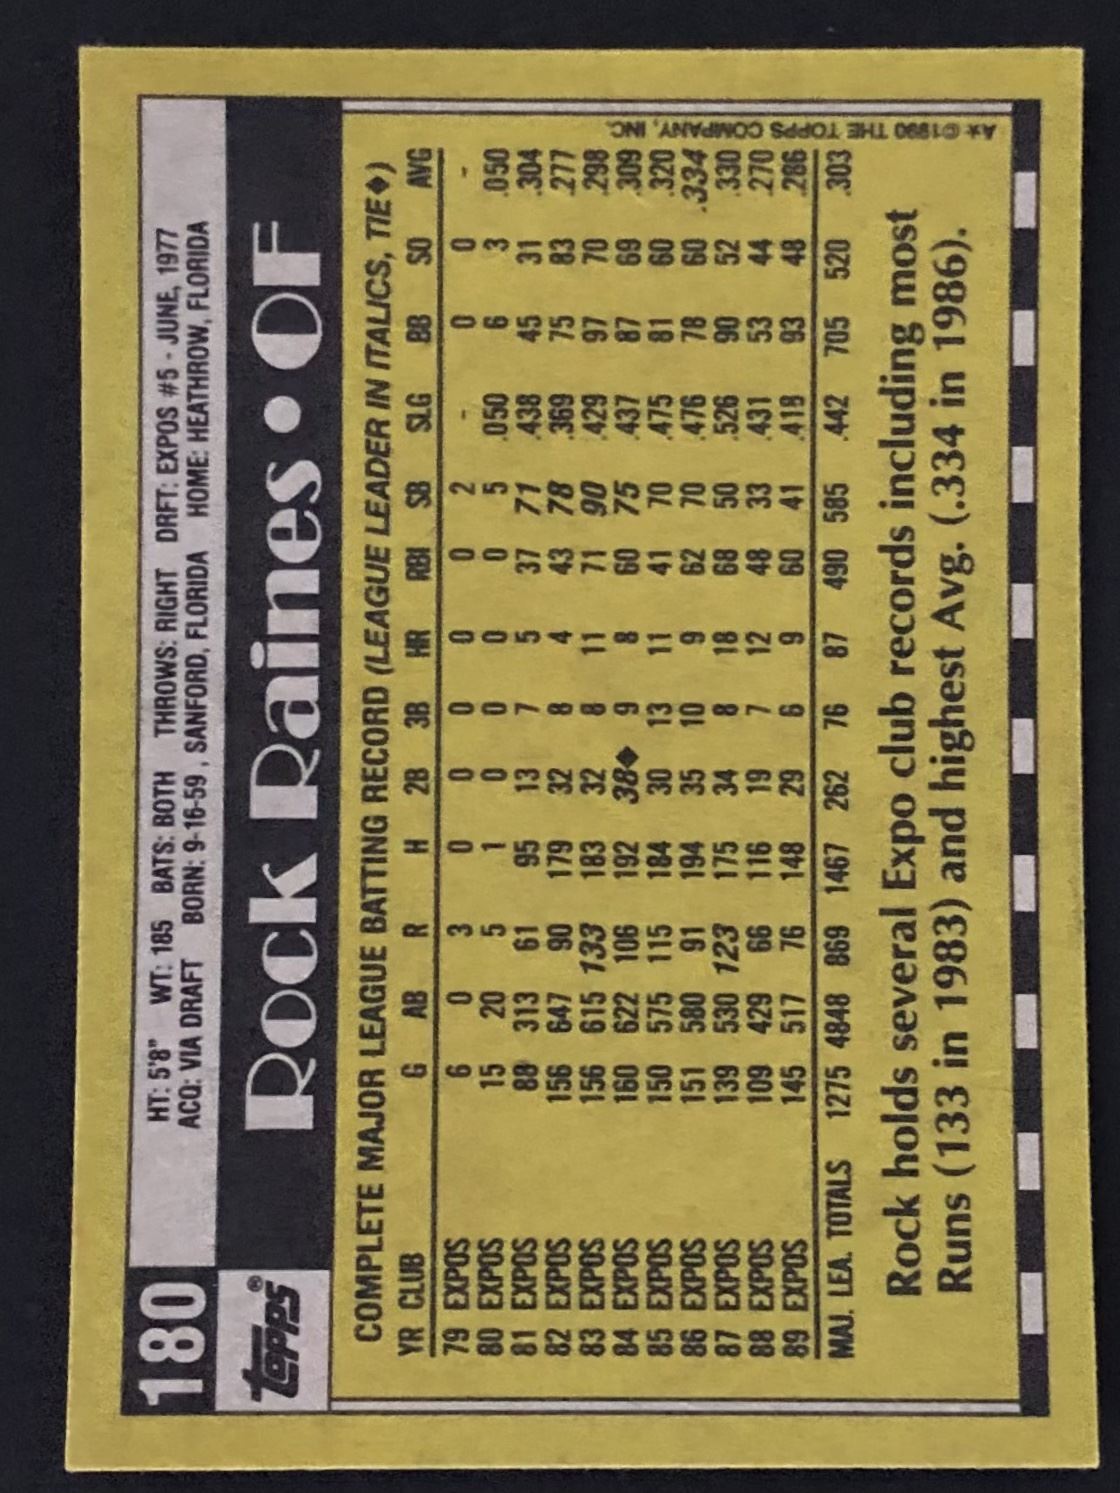 180
HT: 5'8" WT: 185 BATS: BOTH THROWS: RIGHT DRFT: EXPOS #5 - JUNE, 1977
ACQ: VIA DRAFT BORN: 9-16-59, SANFORD, FLORIDA HOME: HEATHROW, FLORIDA
topps®
Rock Raines • OF
COMPLETE MAJOR LEAGUE BATTING RECORD (LEAGUE LEADER IN ITALICS, TIE♦)
YR CLUB G AB R H 2B 3B HR RBI SB SLG BB SO AVG
79 EXPOS 6 0 3 0 0 0 0 0 2 - 0 0 -
80 EXPOS 15 20 5 1 0 0 0 0 5 .050 6 3 .050
81 EXPOS 88 313 61 95 13 7 5 37 71 .438 45 31 .304
82 EXPOS 156 647 90 179 32 8 4 43 78 .369 75 83 .277
83 EXPOS 156 615 133 183 32 8 11 71 90 .429 97 70 .298
84 EXPOS 160 622 106 192 38♦ 9 8 60 75 .437 87 69 .309
85 EXPOS 150 575 115 184 30 13 11 41 70 .475 81 60 .320
86 EXPOS 151 580 91 194 35 10 9 62 70 .476 78 60 .334
87 EXPOS 139 530 123 175 34 8 18 68 50 .526 90 52 .330
88 EXPOS 109 429 66 116 19 7 12 48 33 .431 53 44 .270
89 EXPOS 145 517 76 148 29 6 9 60 41 .418 93 48 .286
MAJ. LEA. TOTALS 1275 4848 869 1467 262 76 87 490 585 .442 705 520 .303
Rock holds several Expo club records including most
Runs (133 in 1983) and highest Avg. (.334 in 1986).
A* ©1990 THE TOPPS COMPANY, INC.